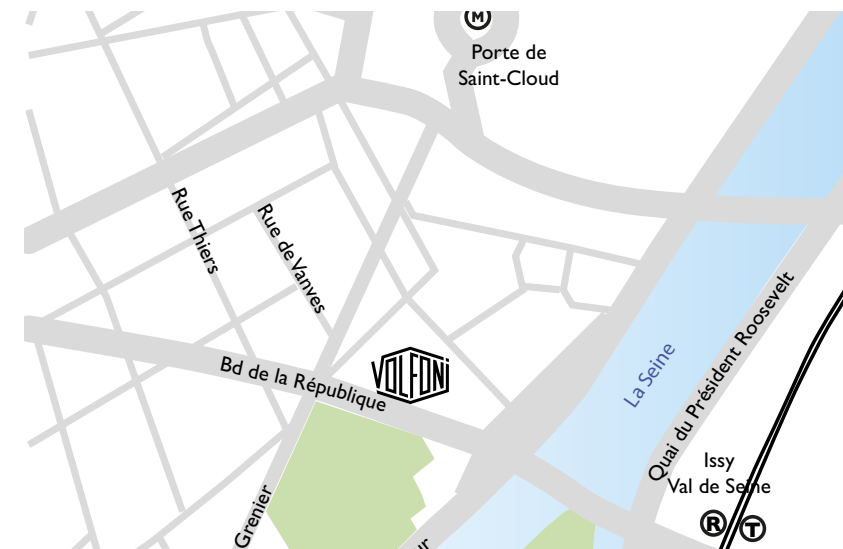 M
Porte de
Saint-Cloud
Rue Thiers
Rue de Vanves
Bd de la République
VOLFONi
La Seine
Quai du Président Roosevelt
Issy
Val de Seine
R
T
Grenier